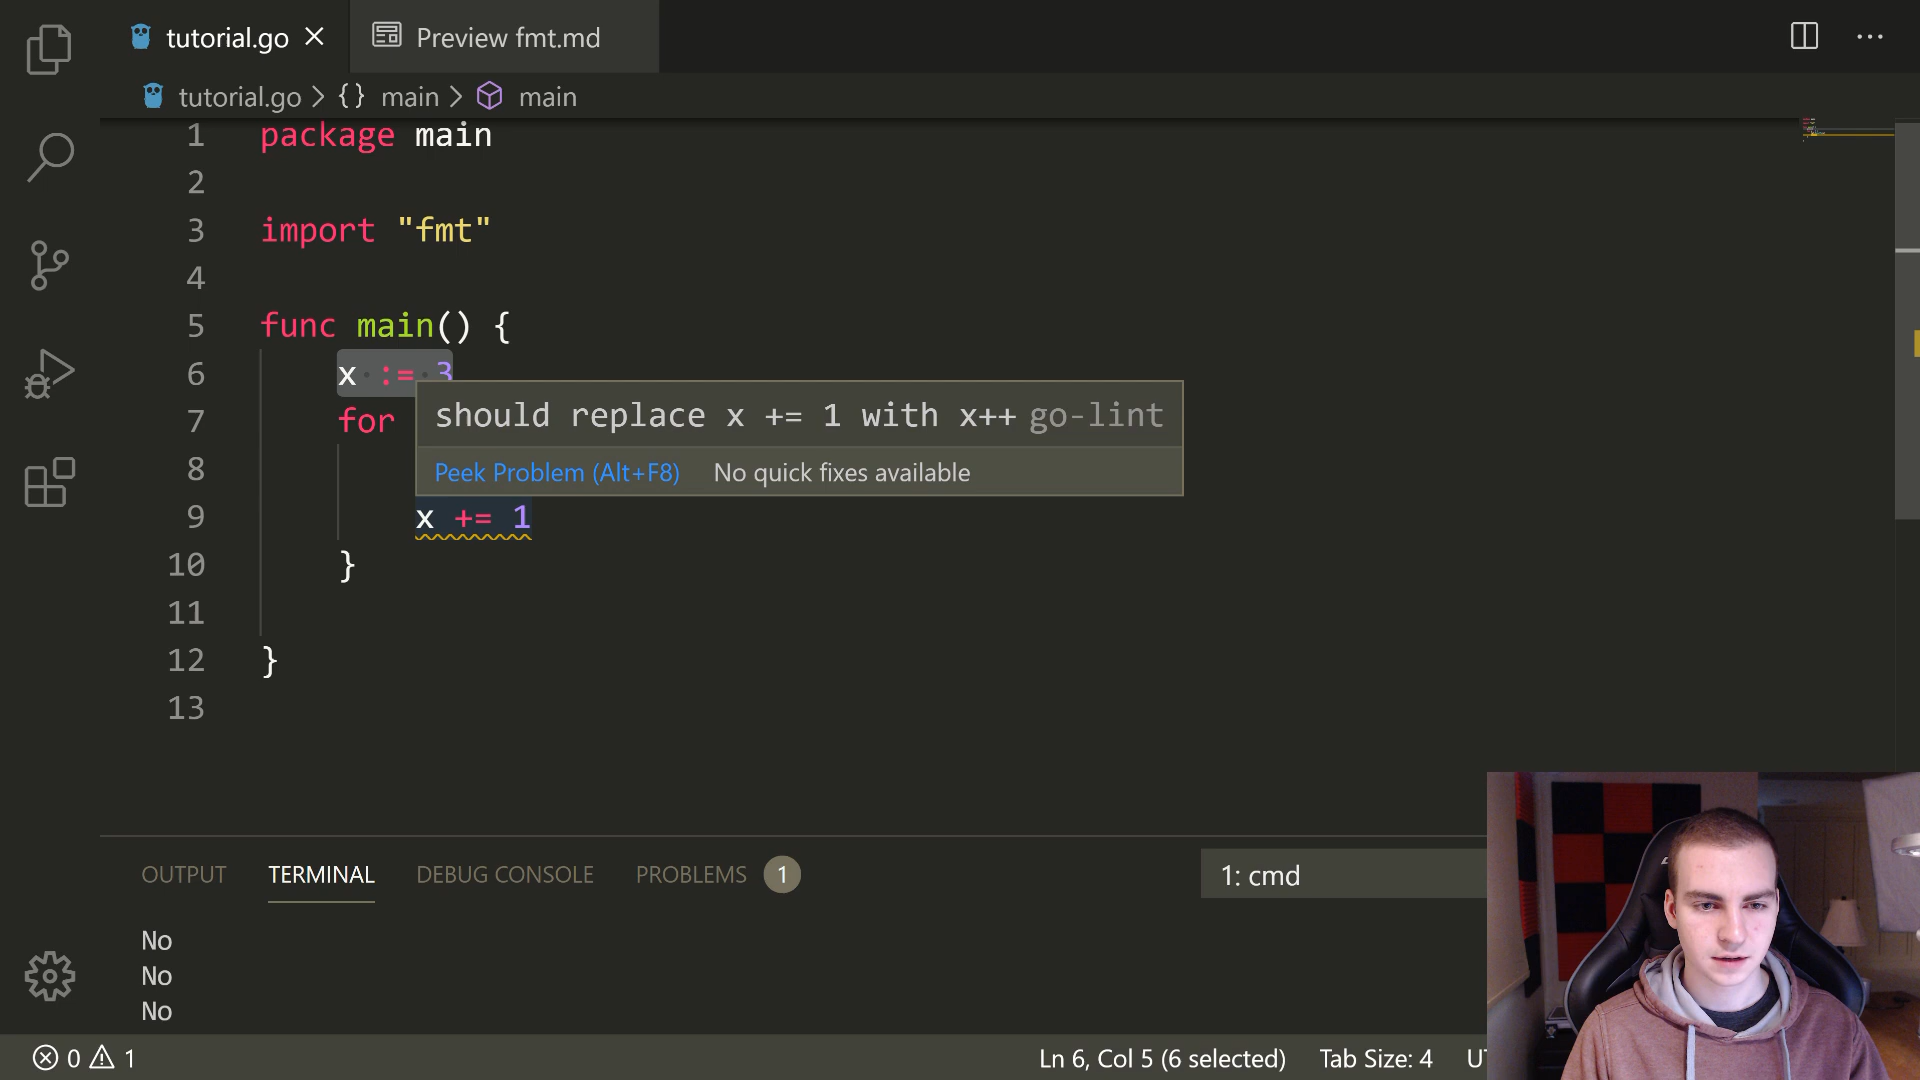 tutorial.go
Preview fmt.md
tutorial.go > {} main > main
1 package main
2
3 import "fmt"
4
5 func main() {
6 x := 3
7 for
should replace x += 1 with x++ go-lint
8
Peek Problem (Alt+F8) No quick fixes available
9 x += 1
10 }
11
12 }
13
OUTPUT TERMINAL DEBUG CONSOLE PROBLEMS 1 1: cmd
No
No
No
0 1 Ln 6, Col 5 (6 selected) Tab Size: 4